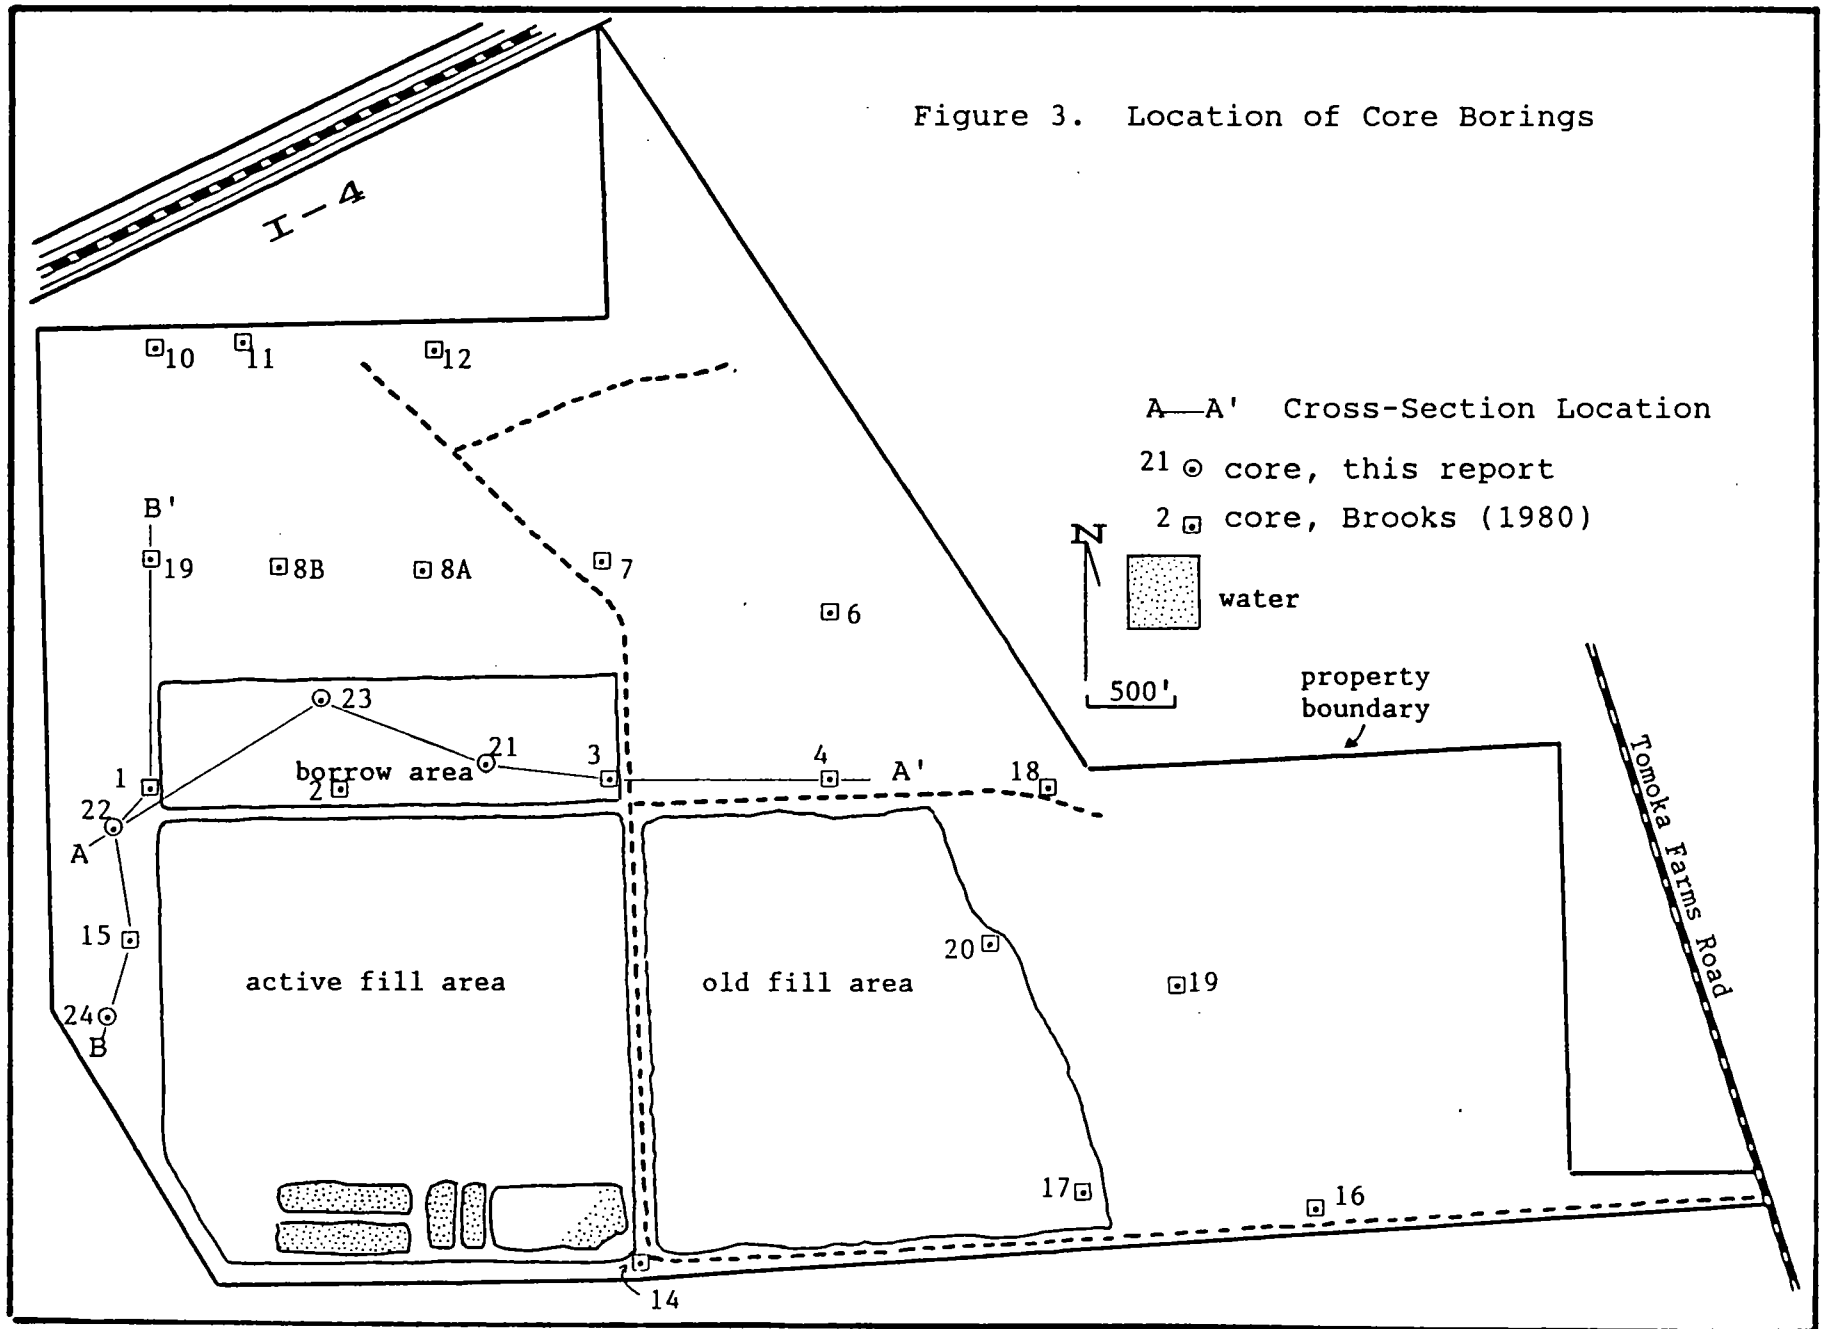 Figure 3. Location of Core Borings
I-4
10
11
12
A—A' Cross-Section Location
21 core, this report
2 core, Brooks (1980)
N
water
500'
B'
19
8B
8A
7
6
property
boundary
23
21
3
4
A'
18
borrow area
1
2
22
A
Tomoka Farms Road
15
20
active fill area
old fill area
19
24
B
17
16
14